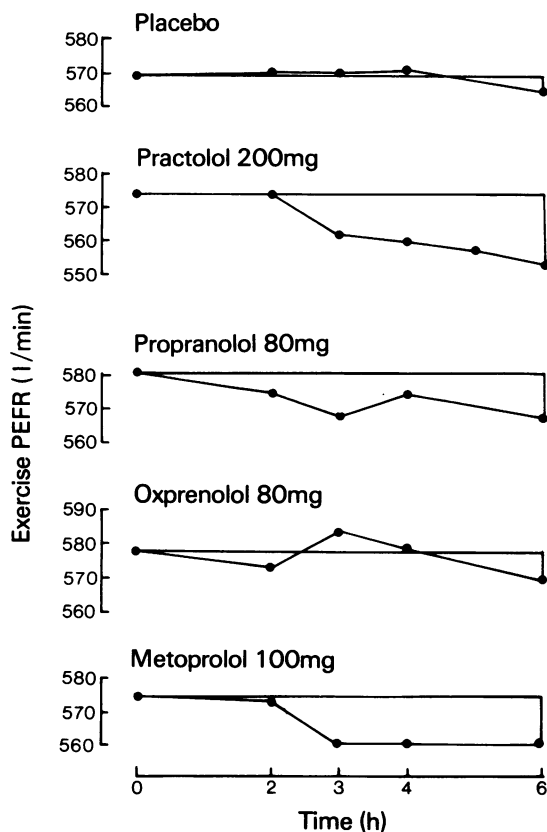 Placebo
580
570
560
Practolol 200mg
570
560
550
Propranolol 80mg
580
570
560
Oxprenolol 80mg
590
580
570
560
Metoprolol 100mg
580
570
560
0 2 3 4 6
Time (h)
Exercise PEFR (l/min)